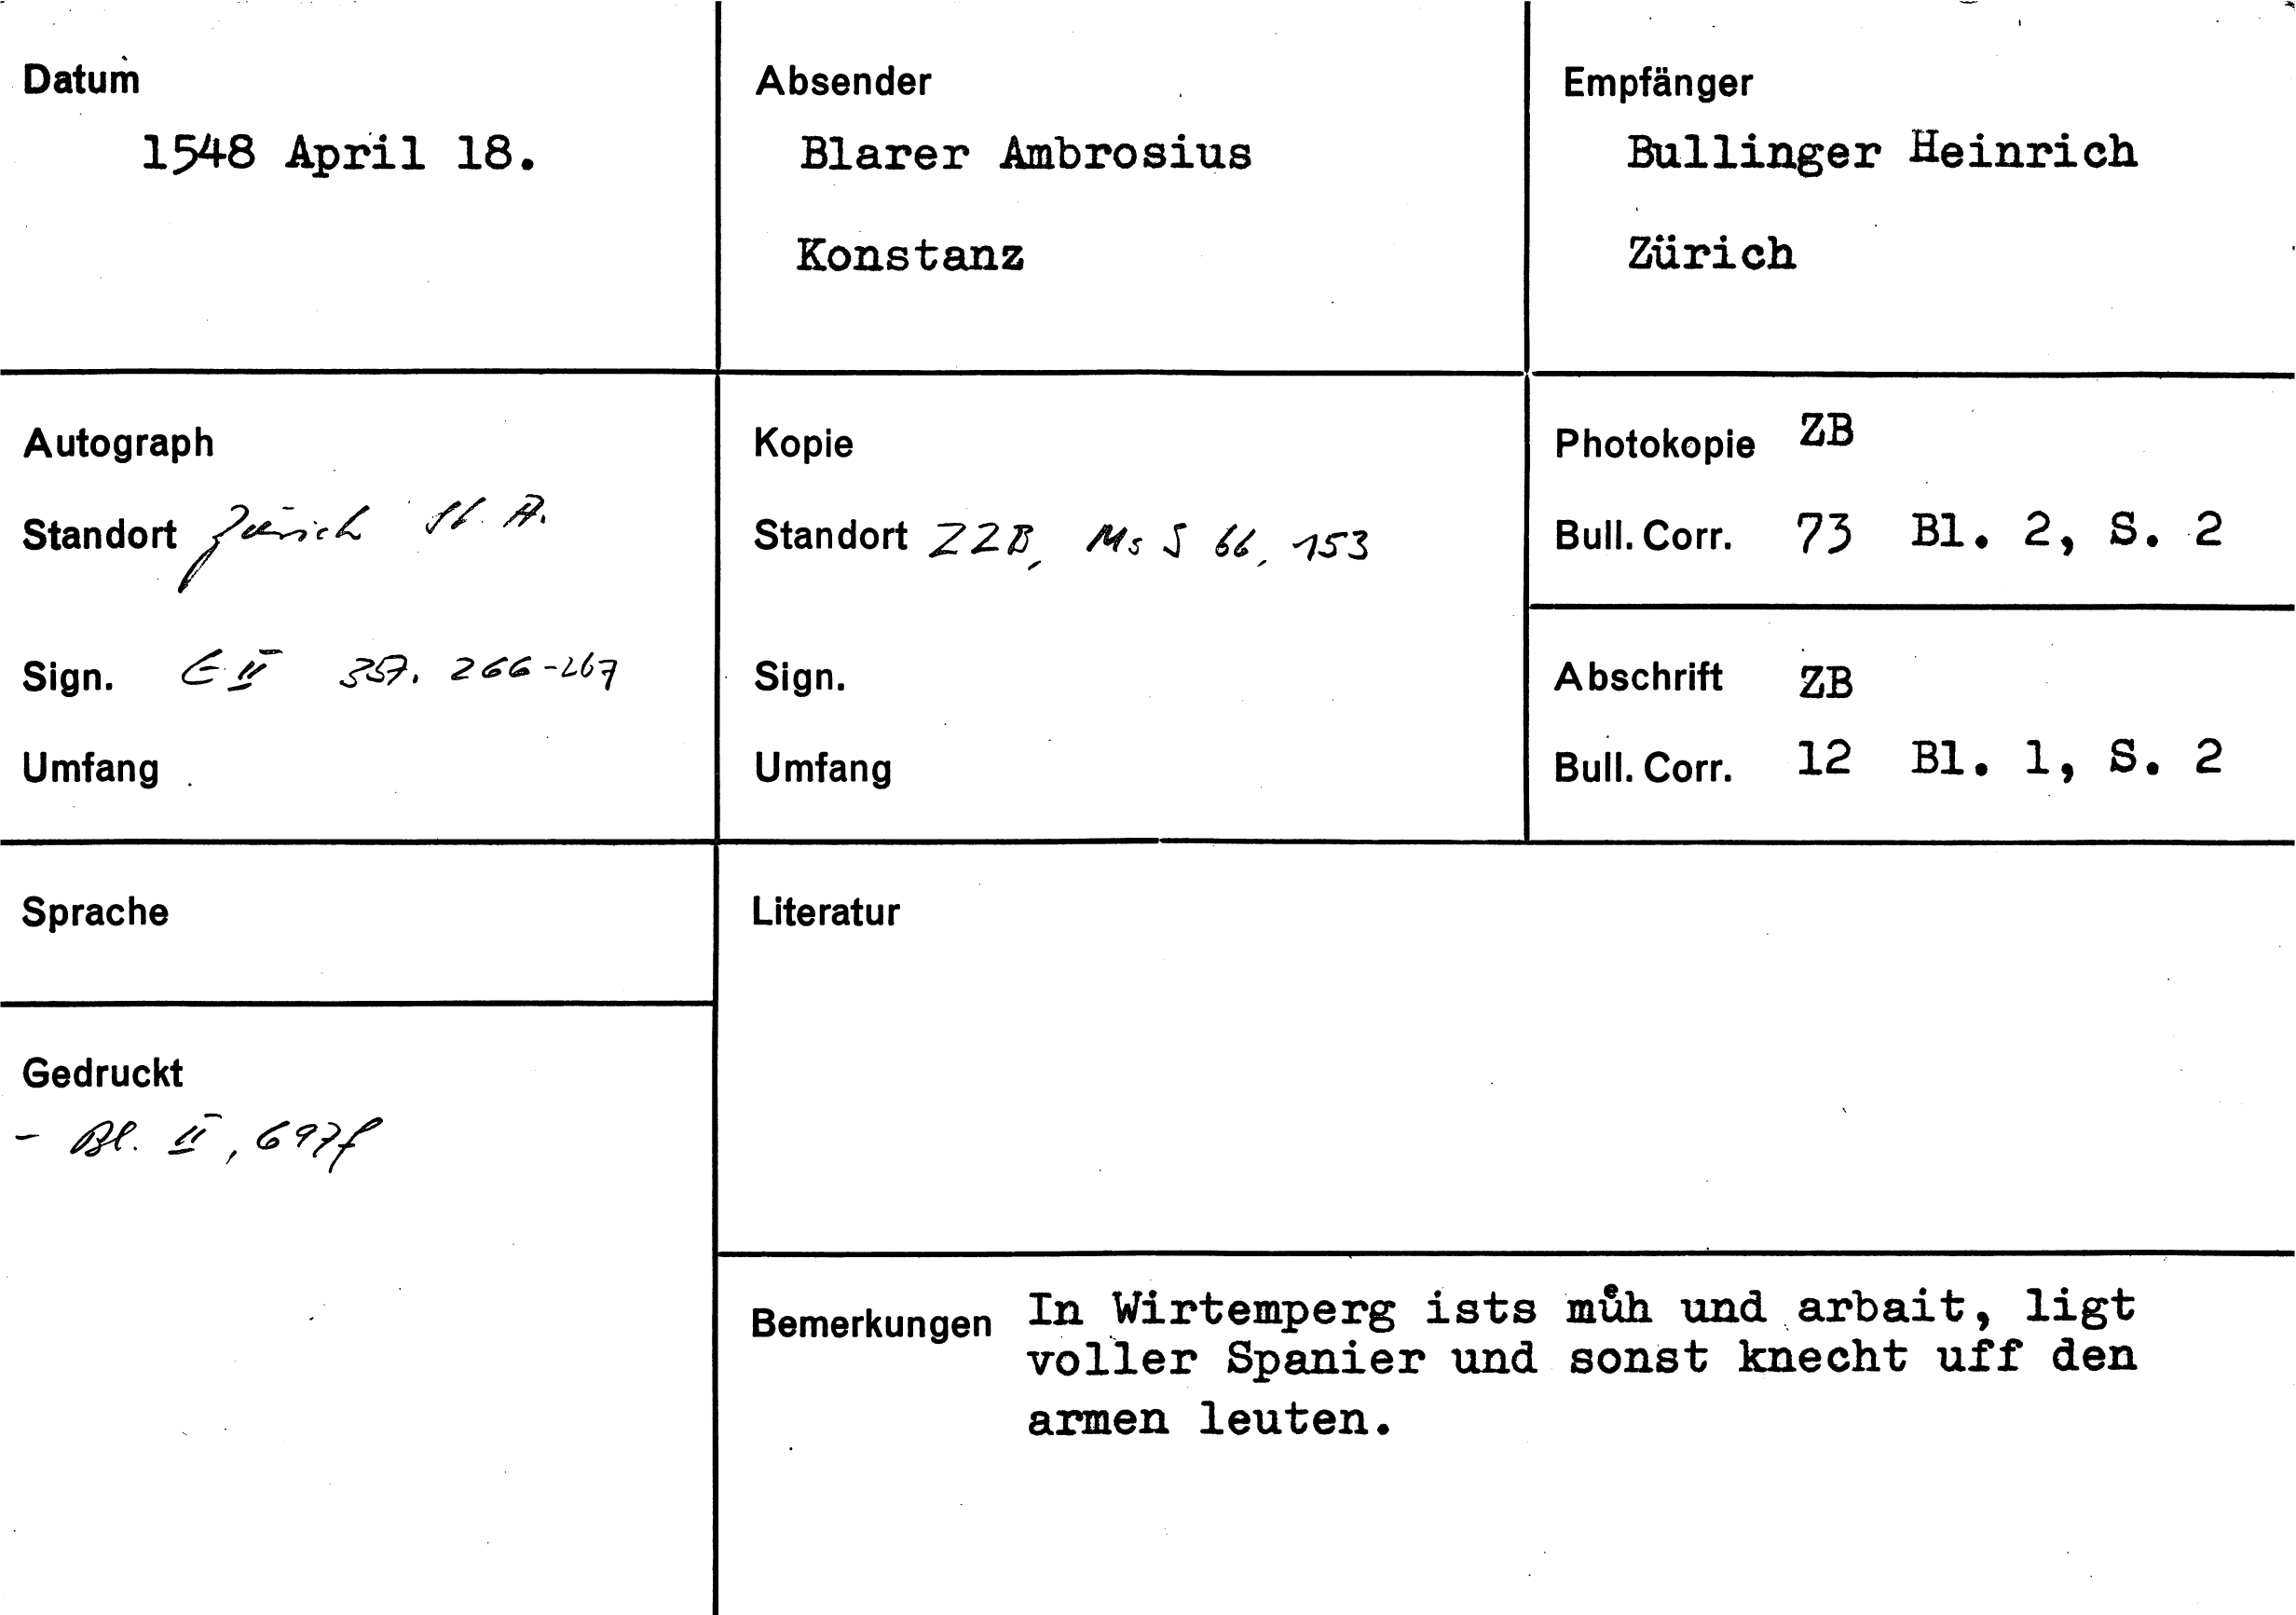 Datum
1548 April 18.
Absender
Blarer Ambrosius
Konstanz
Empfänger
Bullinger Heinrich
Zürich
Autograph
Standort Zürich St. A.
Sign. E II 357, 266-267
Umfang
Kopie
Standort ZZB, Ms S 66, 153
Sign.
Umfang
Photokopie ZB
Bull. Corr. 73 Bl. 2, S. 2
Abschrift ZB
Bull. Corr. 12 Bl. 1, S. 2
Sprache
Gedruckt
- Bl. II, 697f
Literatur
Bemerkungen In Wirtemperg ists muͤh und arbait, ligt
voller Spanier und sonst knecht uff den
armen leuten.